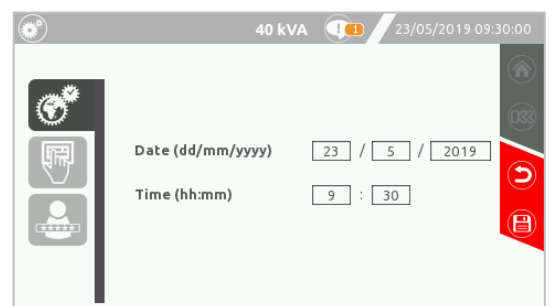 40 kVA ! 1 23/05/2019 09:30:00
Date (dd/mm/yyyy) 23 / 5 / 2019
Time (hh:mm) 9 : 30
*****